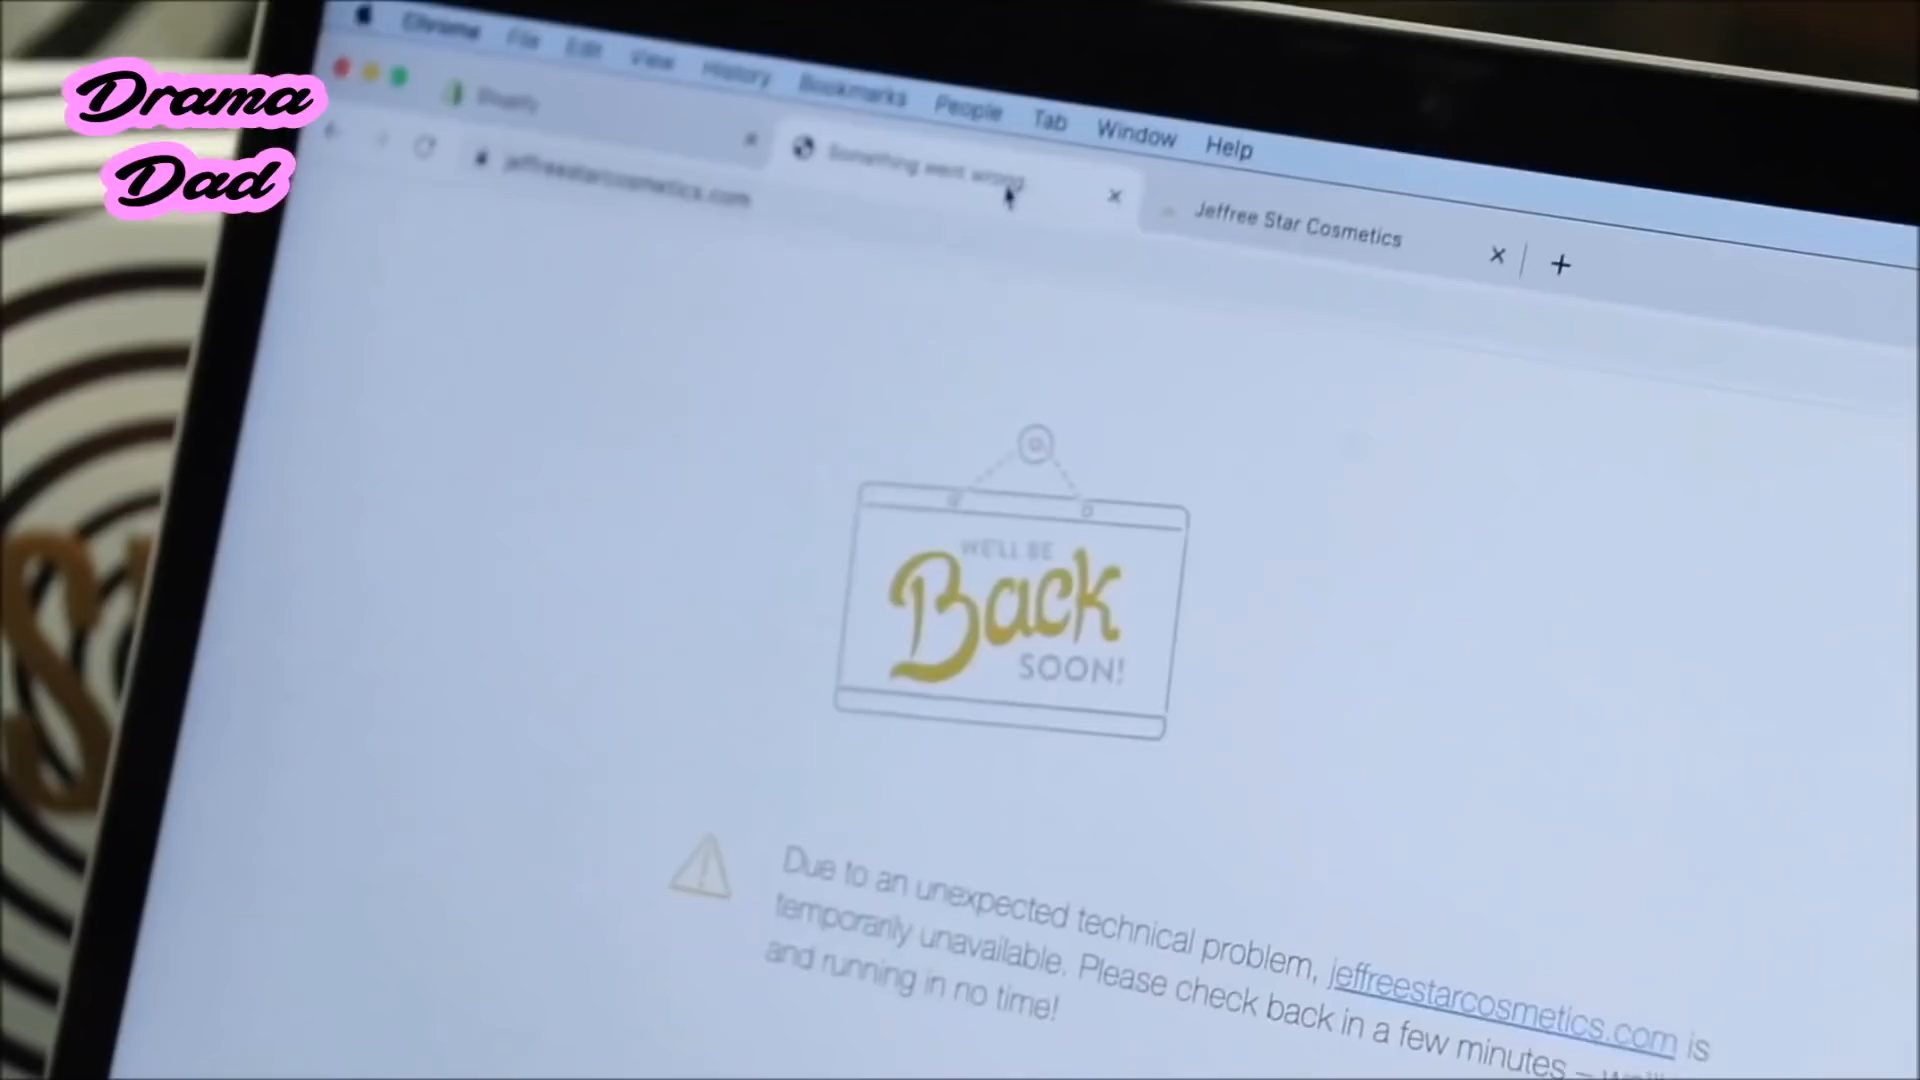 Drama
Dad
Chrome File Edit View History Bookmarks People Tab Window Help
Shopify
Something went wrong
Jeffree Star Cosmetics
jeffreestarcosmetics.com
WE'LL BE
Back
SOON!
Due to an unexpected technical problem, jeffreestarcosmetics.com is
temporarily unavailable. Please check back in a few minutes –
and running in no time!